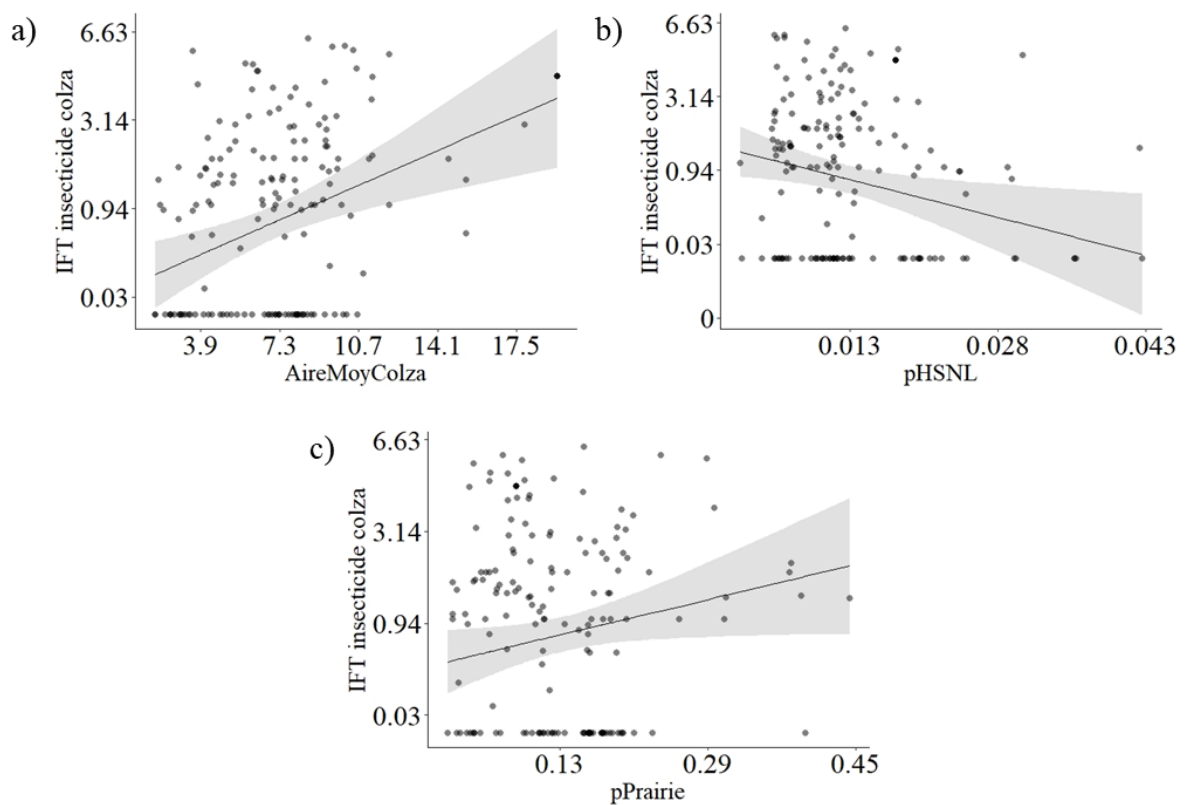 a)
IFT insecticide colza
6.63
3.14
0.94
0.03
3.9 7.3 10.7 14.1 17.5
AireMoyColza
b)
IFT insecticide colza
6.63
3.14
0.94
0.03
0
0.013 0.028 0.043
pHSNL
c)
IFT insecticide colza
6.63
3.14
0.94
0.03
0.13 0.29 0.45
pPrairie